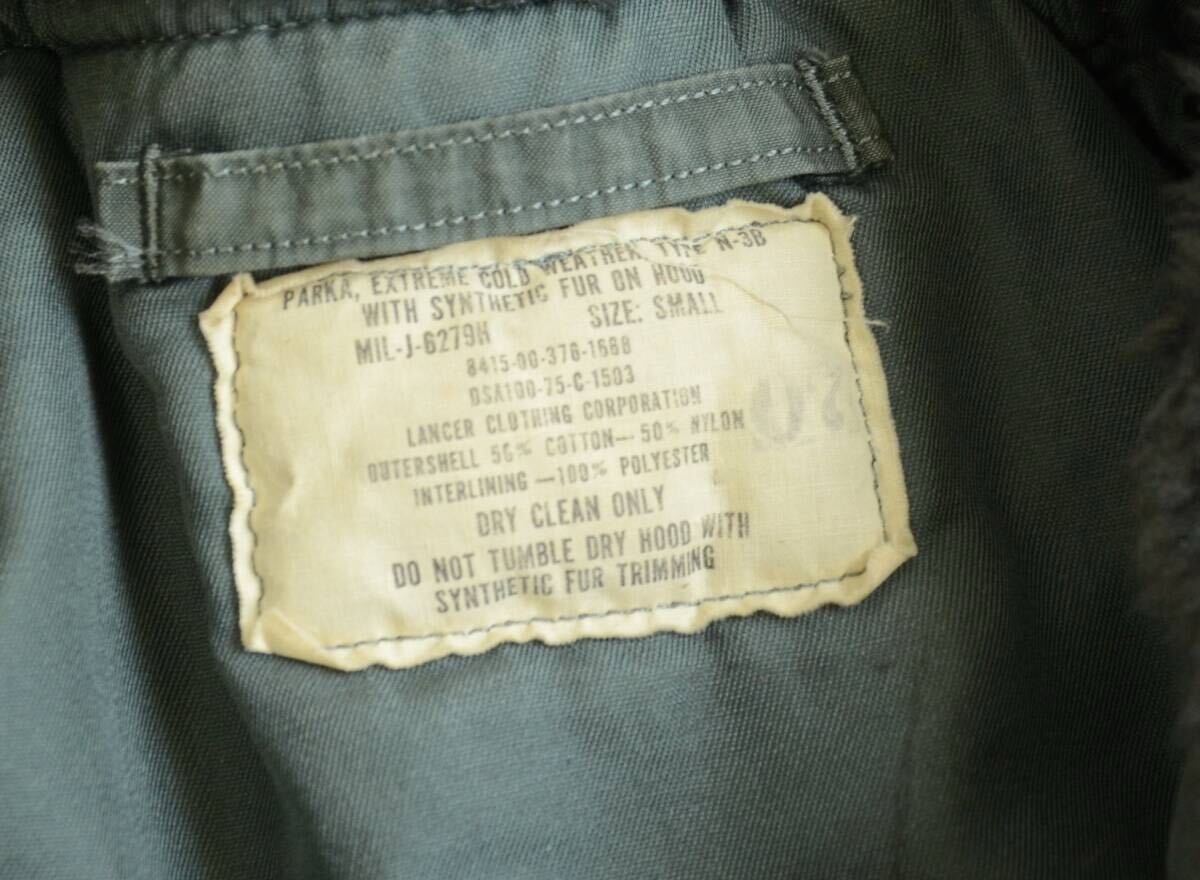 PARKA, EXTREME COLD WEATHER, TYPE N-3B
WITH SYNTHETIC FUR ON HOOD
MIL-J-6279H SIZE: SMALL
8415-00-376-1688
DSA100-75-C-1503
LANCER CLOTHING CORPORATION
OUTERSHELL 50% COTTON—50% NYLON
INTERLINING—100% POLYESTER
DRY CLEAN ONLY
DO NOT TUMBLE DRY HOOD WITH
SYNTHETIC FUR TRIMMING